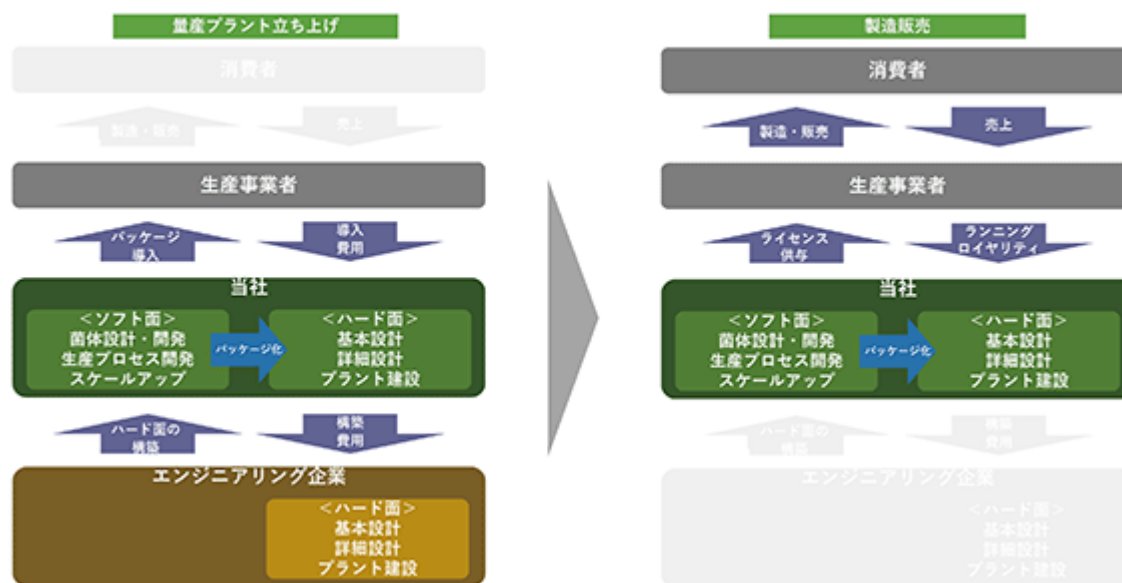 量産プラント立ち上げ
消費者
製造・販売
売上
生産事業者
パッケージ
導入
導入
費用
当社
＜ソフト面＞
菌体設計・開発
生産プロセス開発
スケールアップ
パッケージ化
＜ハード面＞
基本設計
詳細設計
プラント建設
ハード面の
構築
構築
費用
エンジニアリング企業
＜ハード面＞
基本設計
詳細設計
プラント建設
製造販売
消費者
製造・販売
売上
生産事業者
ライセンス
供与
ランニング
ロイヤリティ
当社
＜ソフト面＞
菌体設計・開発
生産プロセス開発
スケールアップ
パッケージ化
＜ハード面＞
基本設計
詳細設計
プラント建設
ハード面の
構築
構築
費用
エンジニアリング企業
＜ハード面＞
基本設計
詳細設計
プラント建設